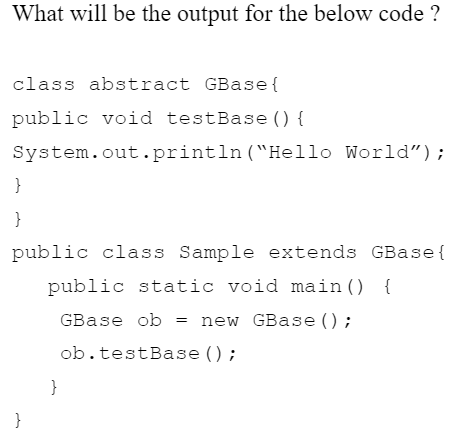 What will be the output for the below code ?
class abstract GBase{
public void testBase(){
System.out.println(“Hello World”);
}
}
public class Sample extends GBase{
public static void main() {
GBase ob = new GBase();
ob.testBase();
}
}